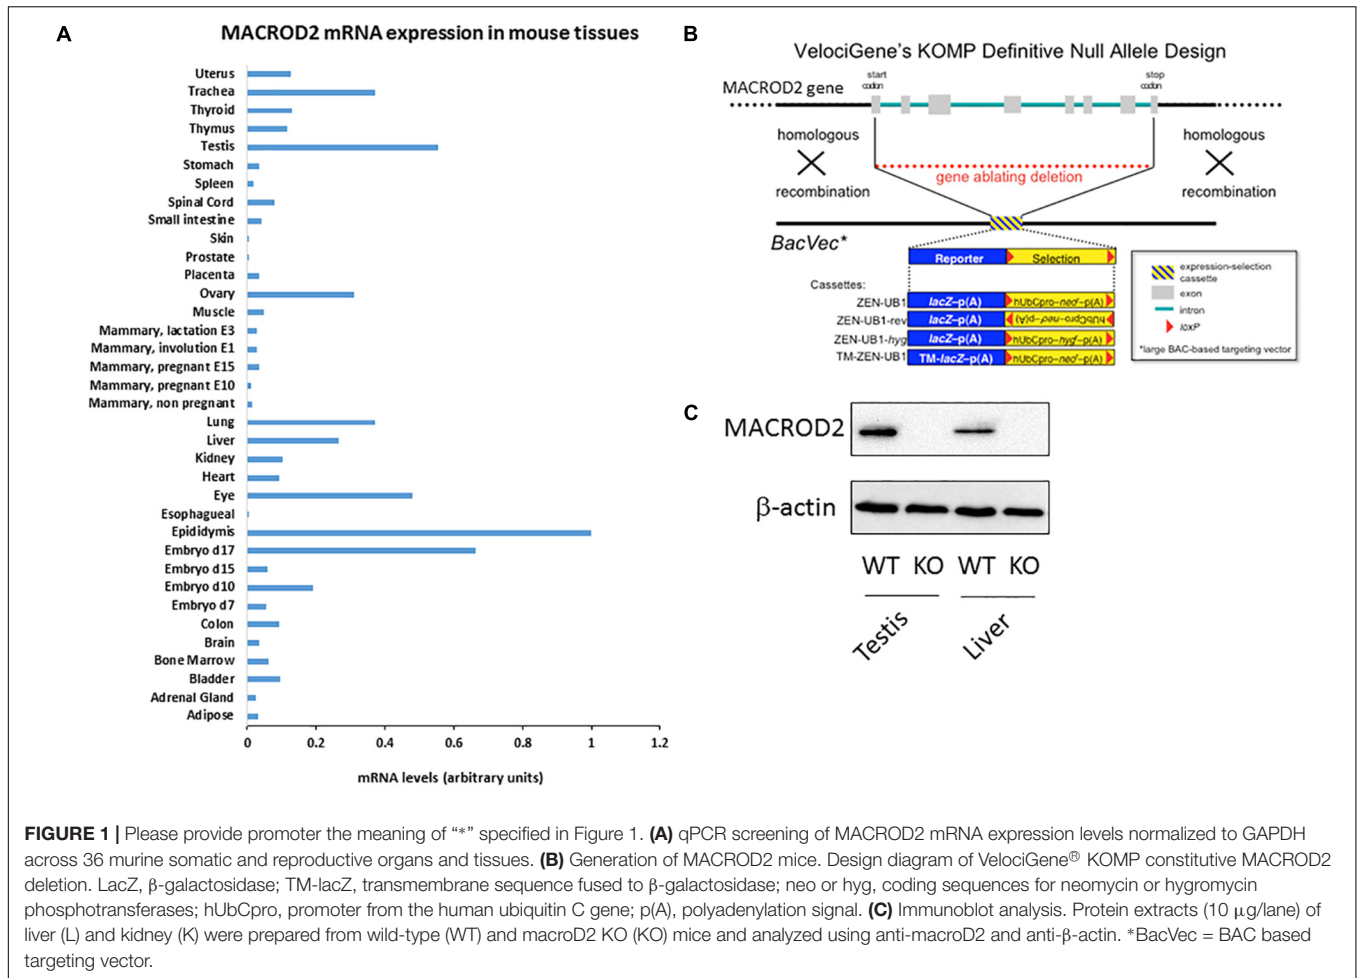 A
MACROD2 mRNA expression in mouse tissues
Uterus
Trachea
Thyroid
Thymus
Testis
Stomach
Spleen
Spinal Cord
Small intestine
Skin
Prostate
Placenta
Ovary
Muscle
Mammary, lactation E3
Mammary, involution E1
Mammary, pregnant E15
Mammary, pregnant E10
Mammary, non pregnant
Lung
Liver
Kidney
Heart
Eye
Esophagueal
Epididymis
Embryo d17
Embryo d15
Embryo d10
Embryo d7
Colon
Brain
Bone Marrow
Bladder
Adrenal Gland
Adipose
0 0.2 0.4 0.6 0.8 1 1.2
mRNA levels (arbitrary units)
B
VelociGene's KOMP Definitive Null Allele Design
start codon
stop codon
MACROD2 gene
homologous recombination
homologous recombination
gene ablating deletion
BacVec*
Reporter Selection
Cassettes:
ZEN-UB1 lacZ–p(A) hUbCpro–neoʳ–p(A)
ZEN-UB1-rev lacZ–p(A) hUbCpro–neoʳ–p(A)
ZEN-UB1-hyg lacZ–p(A) hUbCpro–hygʳ–p(A)
TM-ZEN-UB1 TM-lacZ–p(A) hUbCpro–neoʳ–p(A)
expression-selection
cassette
exon
intron
loxP
*large BAC-based targeting vector
C
MACROD2
β-actin
WT KO WT KO
Testis Liver
FIGURE 1 | Please provide promoter the meaning of “*” specified in Figure 1. (A) qPCR screening of MACROD2 mRNA expression levels normalized to GAPDH
across 36 murine somatic and reproductive organs and tissues. (B) Generation of MACROD2 mice. Design diagram of VelociGene® KOMP constitutive MACROD2
deletion. LacZ, β-galactosidase; TM-lacZ, transmembrane sequence fused to β-galactosidase; neo or hyg, coding sequences for neomycin or hygromycin
phosphotransferases; hUbCpro, promoter from the human ubiquitin C gene; p(A), polyadenylation signal. (C) Immunoblot analysis. Protein extracts (10 μg/lane) of
liver (L) and kidney (K) were prepared from wild-type (WT) and macroD2 KO (KO) mice and analyzed using anti-macroD2 and anti-β-actin. *BacVec = BAC based
targeting vector.